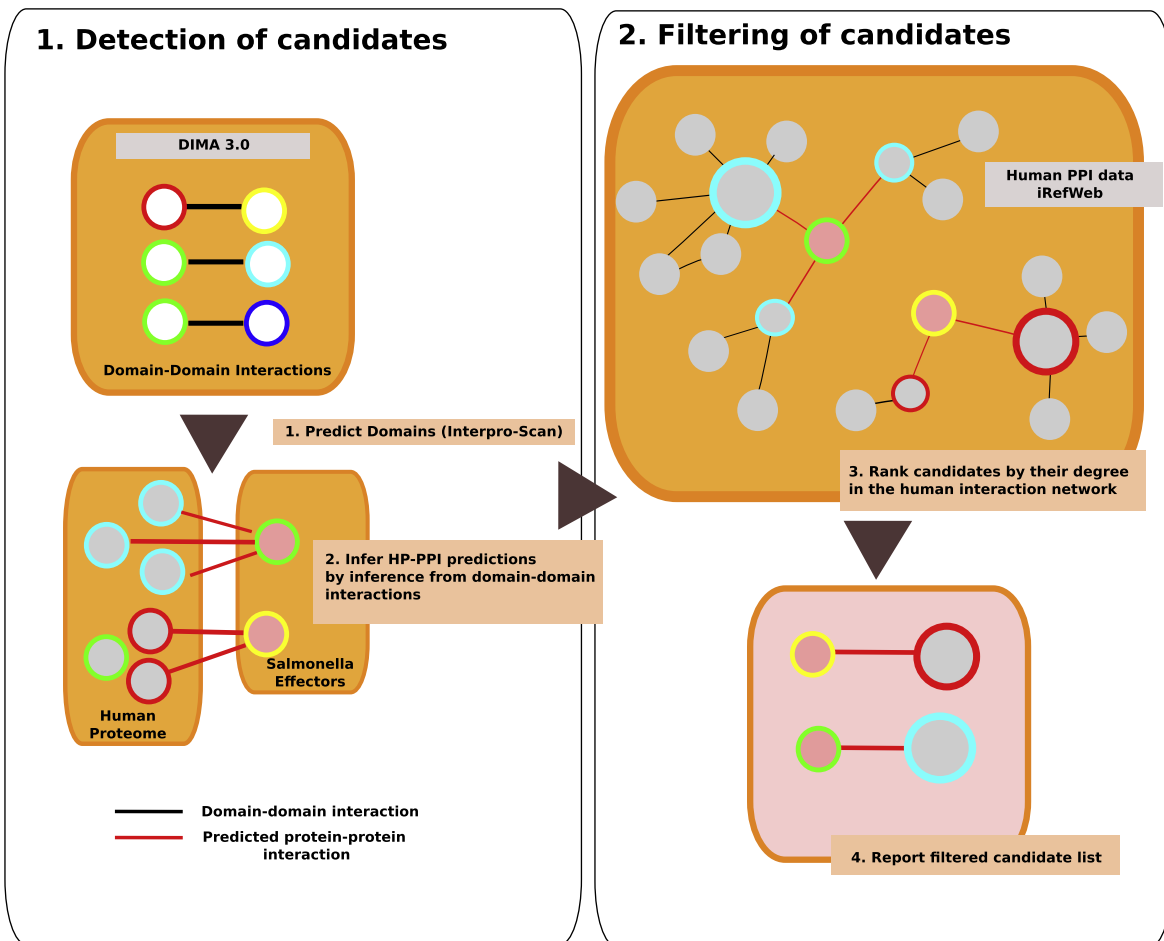 1. Detection of candidates
DIMA 3.0
Domain-Domain Interactions
1. Predict Domains (Interpro-Scan)
2. Infer HP-PPI predictions
by inference from domain-domain
interactions
Salmonella
Effectors
Human
Proteome
Domain-domain interaction
Predicted protein-protein
interaction
2. Filtering of candidates
Human PPI data
iRefWeb
3. Rank candidates by their degree
in the human interaction network
4. Report filtered candidate list